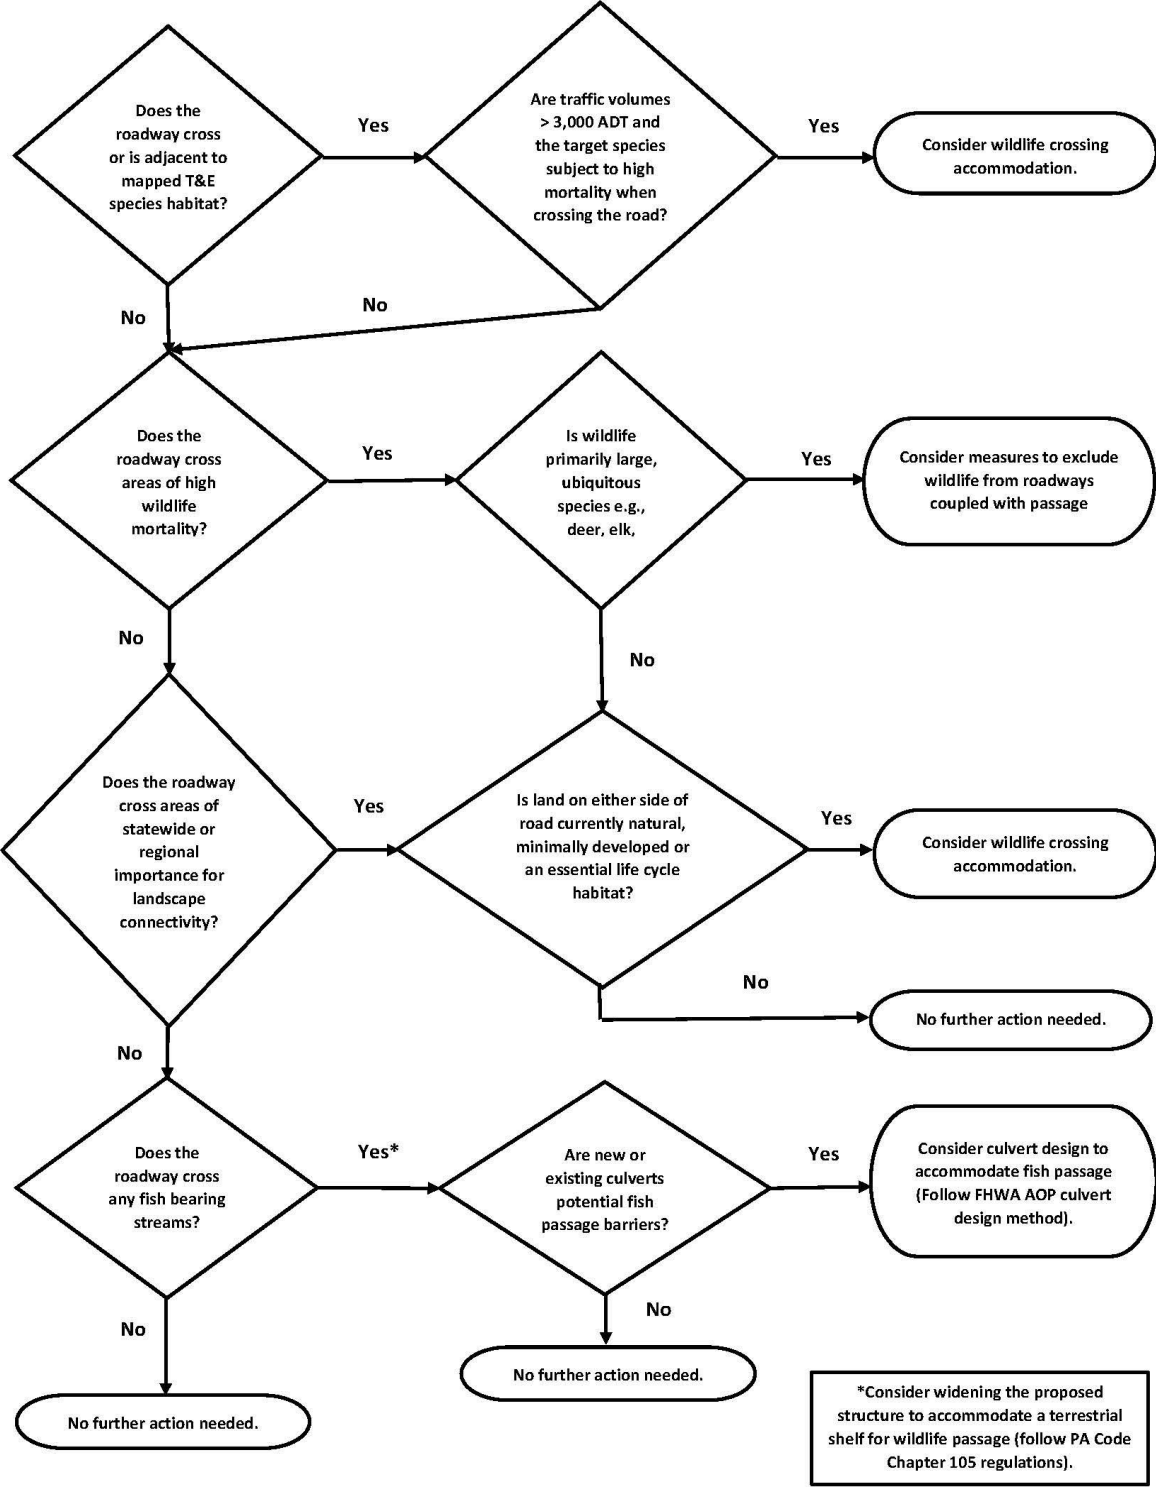 Does the
roadway cross
or is adjacent to
mapped T&E
species habitat?
Yes
Are traffic volumes
> 3,000 ADT and
the target species
subject to high
mortality when
crossing the road?
Yes
Consider wildlife crossing
accommodation.
No
No
Does the
roadway cross
areas of high
wildlife
mortality?
Yes
Is wildlife
primarily large,
ubiquitous
species e.g.,
deer, elk,
Yes
Consider measures to exclude
wildlife from roadways
coupled with passage
No
No
Does the roadway
cross areas of
statewide or
regional
importance for
landscape
connectivity?
Yes
Is land on either side of
road currently natural,
minimally developed or
an essential life cycle
habitat?
Yes
Consider wildlife crossing
accommodation.
No
No further action needed.
No
Does the
roadway cross
any fish bearing
streams?
Yes*
Are new or
existing culverts
potential fish
passage barriers?
Yes
Consider culvert design to
accommodate fish passage
(Follow FHWA AOP culvert
design method).
No
No further action needed.
No
No further action needed.
*Consider widening the proposed
structure to accommodate a terrestrial
shelf for wildlife passage (follow PA Code
Chapter 105 regulations).